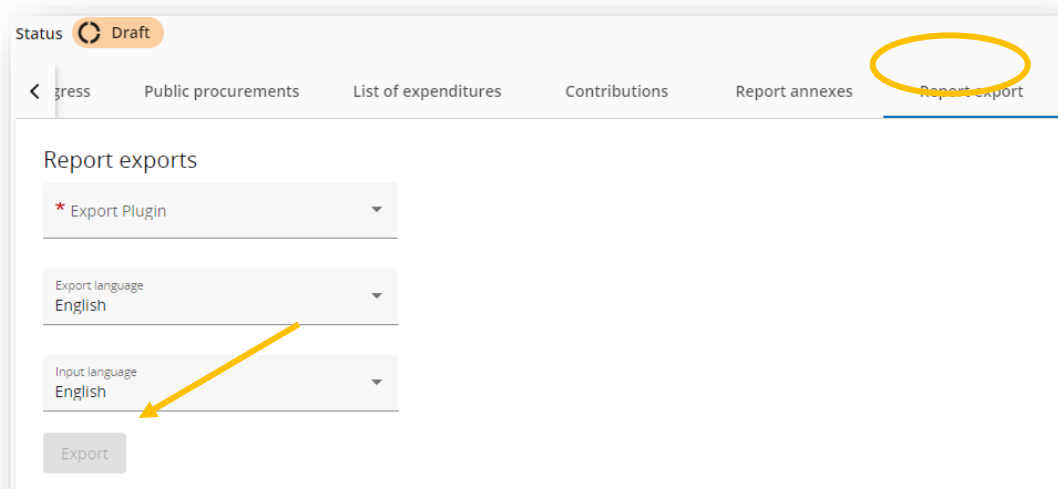 Status Draft
gress Public procurements List of expenditures Contributions Report annexes Report export
Report exports
* Export Plugin
Export language
English
Input language
English
Export